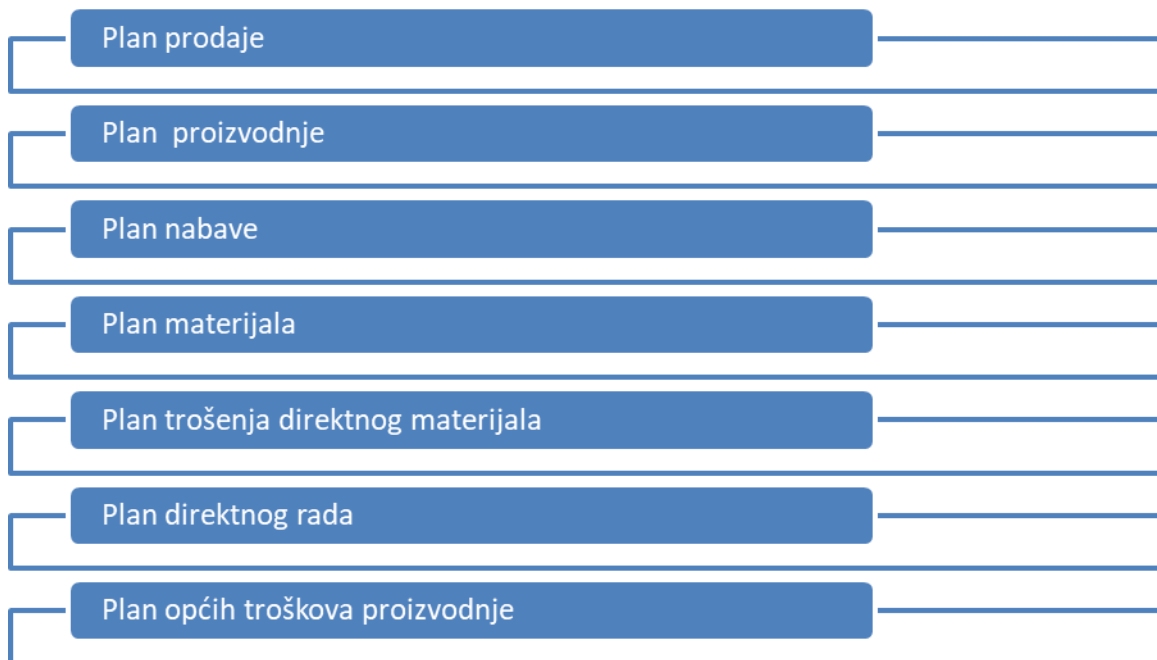 Plan prodaje
Plan  proizvodnje
Plan nabave
Plan materijala
Plan trošenja direktnog materijala
Plan direktnog rada
Plan općih troškova proizvodnje